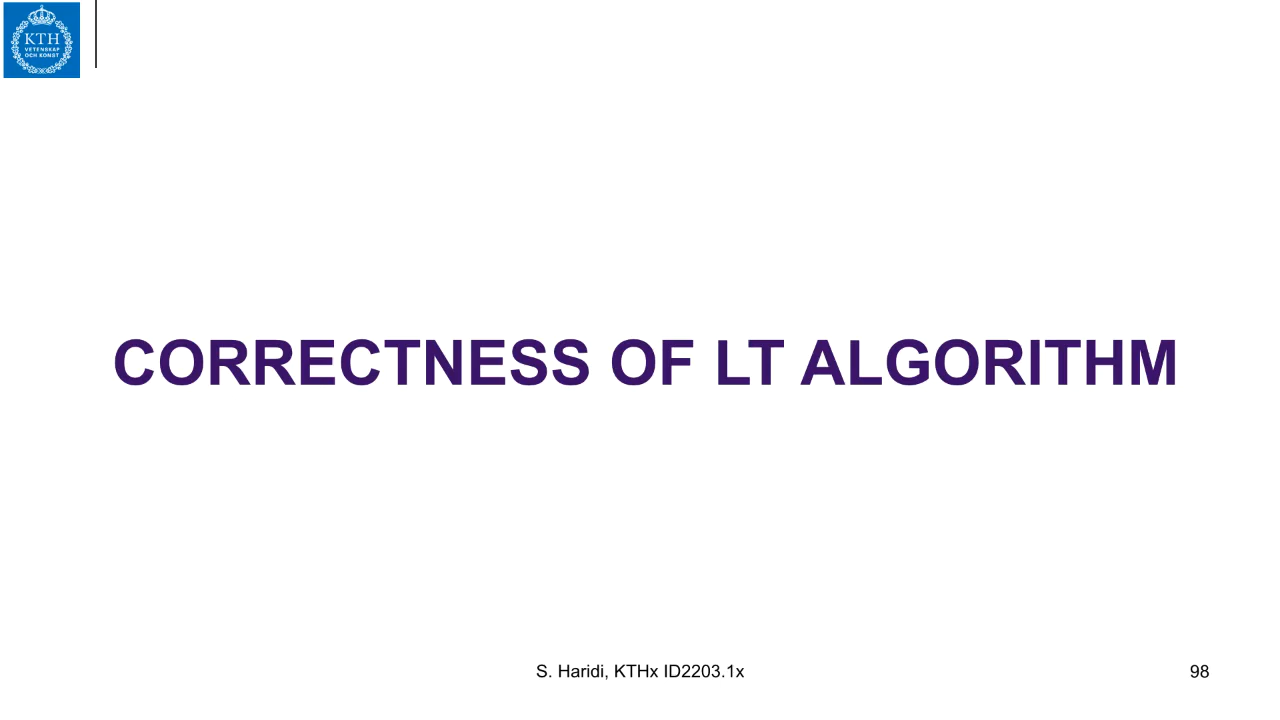 KTH
VETENSKAP
OCH KONST
CORRECTNESS OF LT ALGORITHM
S. Haridi, KTHx ID2203.1x
98